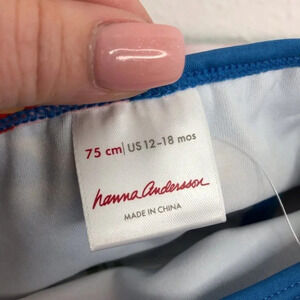 75 cm | US 12-18 mos
hanna andersson
MADE IN CHINA